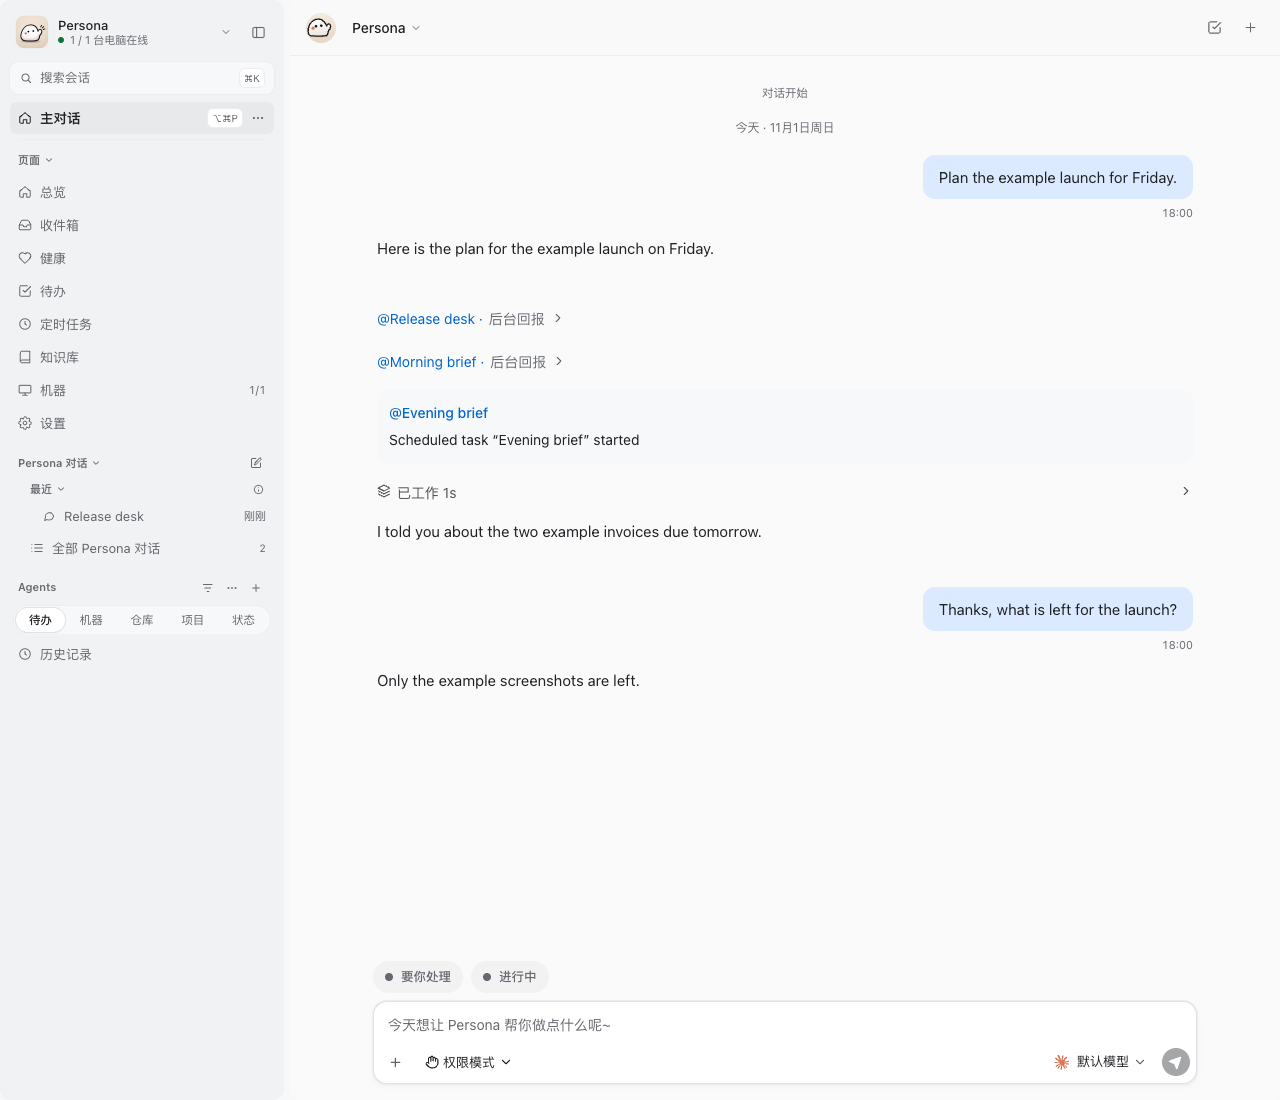 Persona
1 / 1 台电脑在线
搜索会话
⌘K
主对话
⌥⌘P
页面
总览
收件箱
健康
待办
定时任务
知识库
机器
1/1
设置
Persona 对话
最近
Release desk
刚刚
全部 Persona 对话
2
Agents
待办
机器
仓库
项目
状态
历史记录
Persona
对话开始
今天 · 11月1日周日
Plan the example launch for Friday.
18:00
Here is the plan for the example launch on Friday.
@Release desk · 后台回报
@Morning brief · 后台回报
@Evening brief
Scheduled task “Evening brief” started
已工作 1s
I told you about the two example invoices due tomorrow.
Thanks, what is left for the launch?
18:00
Only the example screenshots are left.
要你处理
进行中
今天想让 Persona 帮你做点什么呢~
权限模式
默认模型